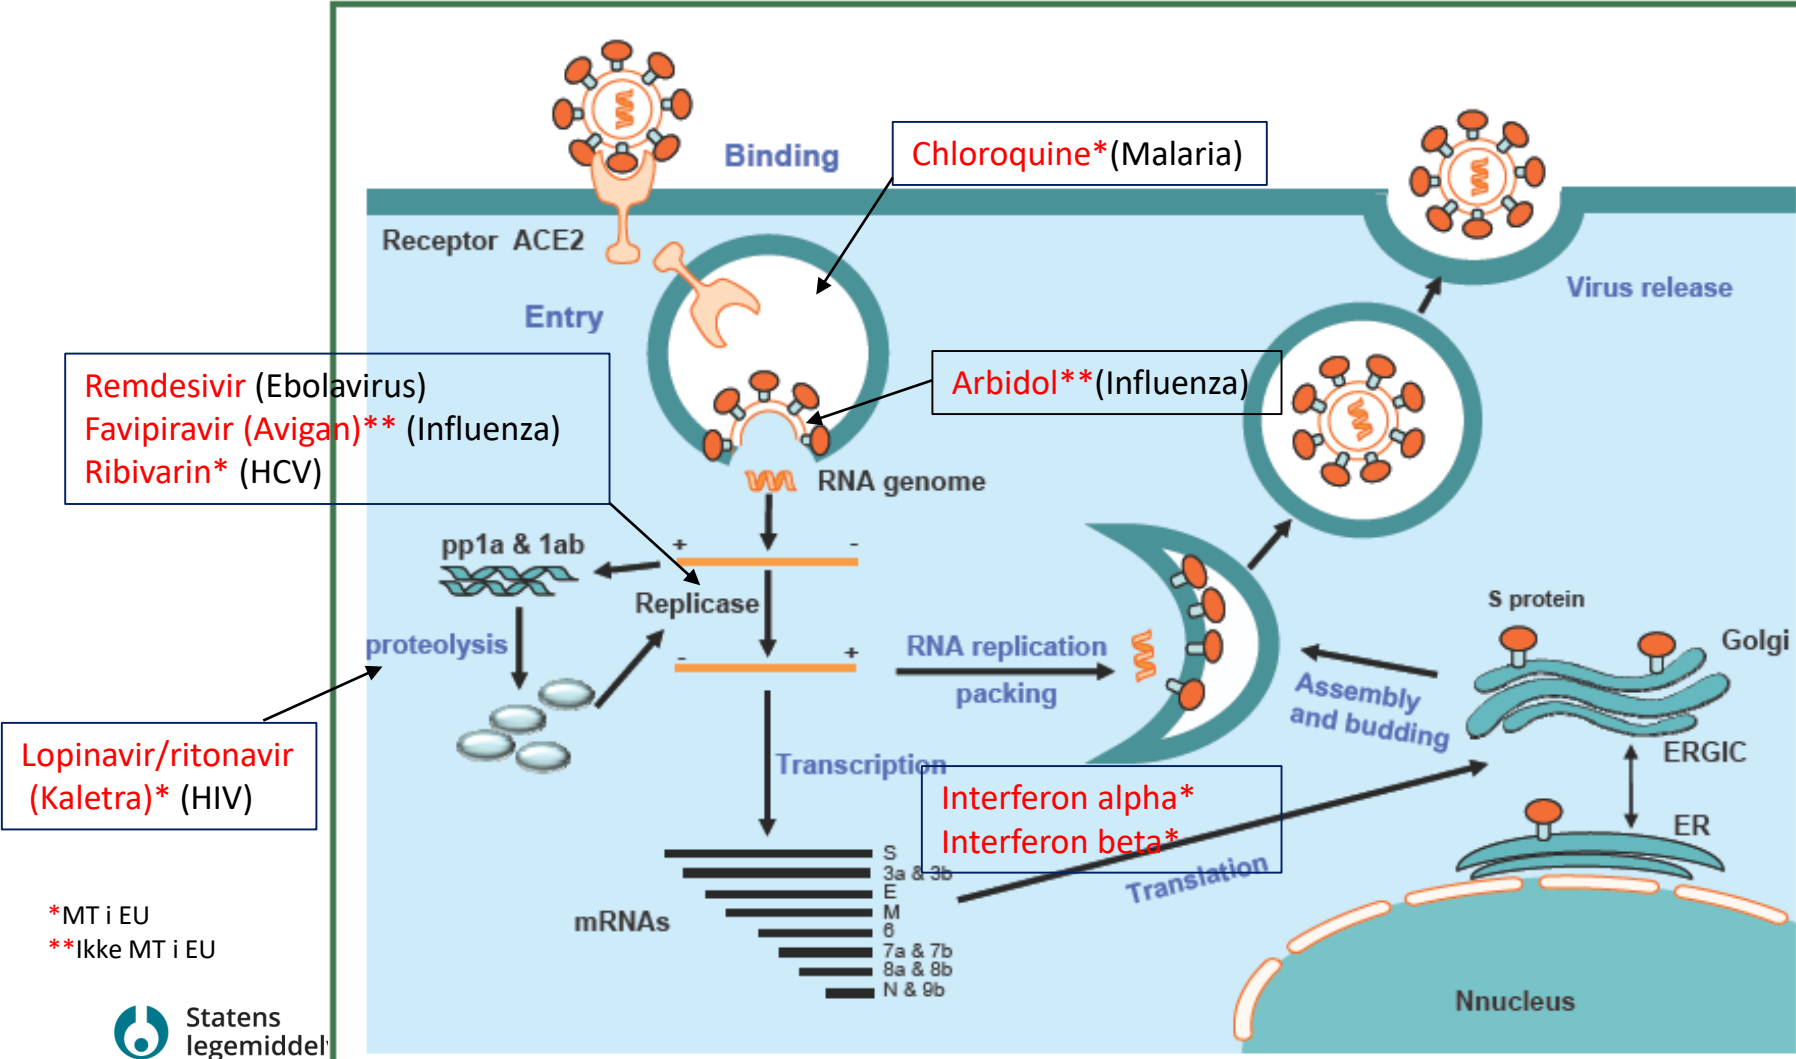 Binding
Chloroquine*(Malaria)
Receptor ACE2
Entry
Virus release
Remdesivir (Ebolavirus)
Favipiravir (Avigan)** (Influenza)
Ribivarin* (HCV)
Arbidol**(Influenza)
RNA genome
pp1a & 1ab
+
-
Replicase
proteolysis
-
+
RNA replication
packing
S protein
Golgi
Assembly
and budding
ERGIC
Lopinavir/ritonavir
(Kaletra)* (HIV)
Transcription
Interferon alpha*
Interferon beta*
Translation
ER
mRNAs
S
3a & 3b
E
M
6
7a & 7b
8a & 8b
N & 9b
*MT i EU
**Ikke MT i EU
Nnucleus
Statens